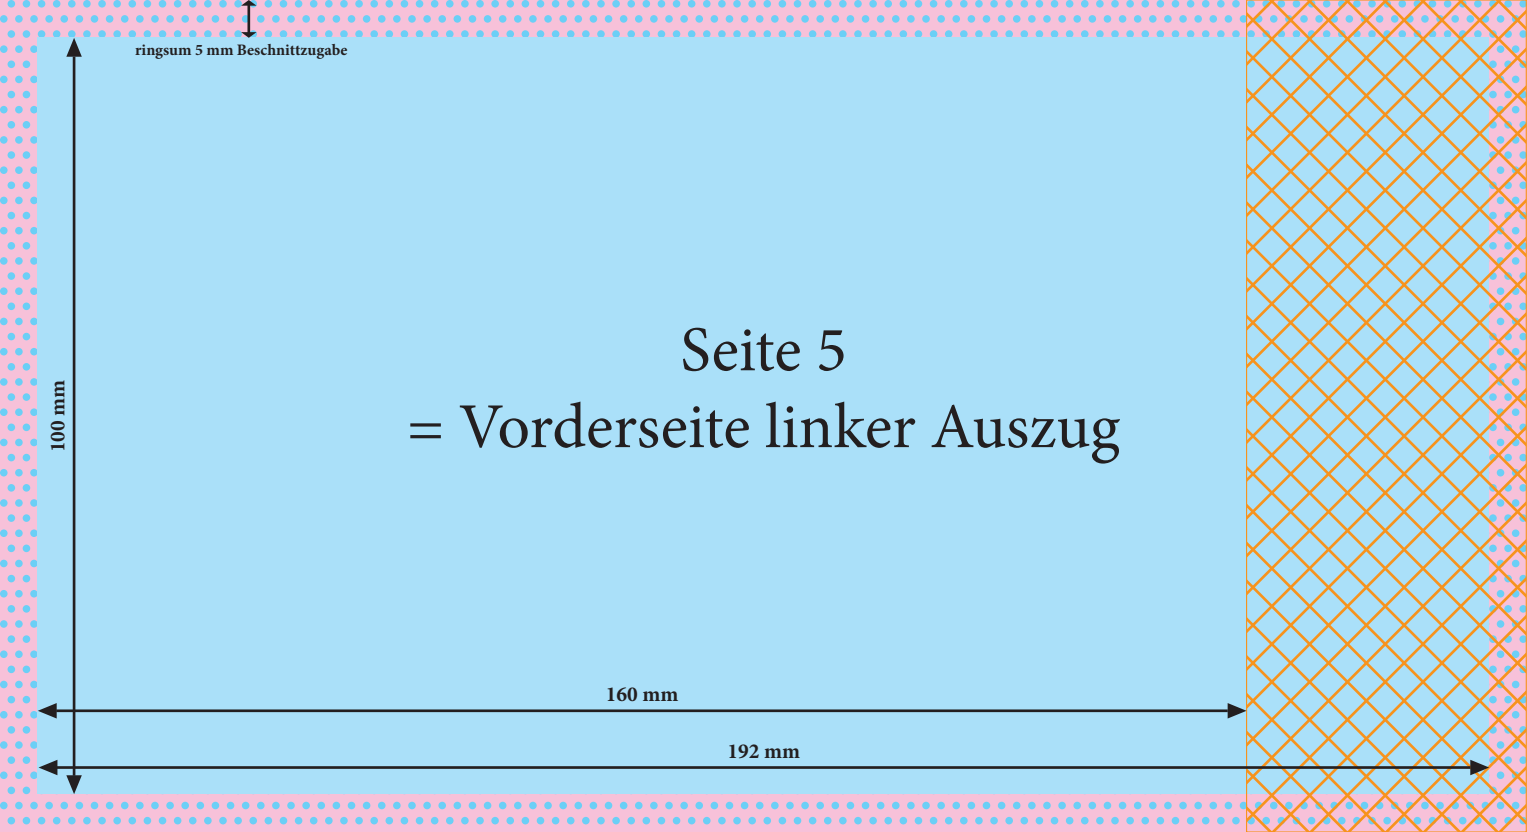 ringsum 5 mm Beschnittzugabe
100 mm
Seite 5
= Vorderseite linker Auszug
160 mm
192 mm